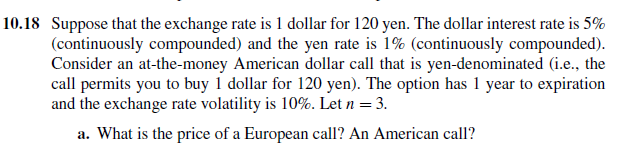 10.18 Suppose that the exchange rate is 1 dollar for 120 yen. The dollar interest rate is 5%
(continuously compounded) and the yen rate is 1% (continuously compounded).
Consider an at-the-money American dollar call that is yen-denominated (i.e., the
call permits you to buy 1 dollar for 120 yen). The option has 1 year to expiration
and the exchange rate volatility is 10%. Let n = 3.
a. What is the price of a European call? An American call?